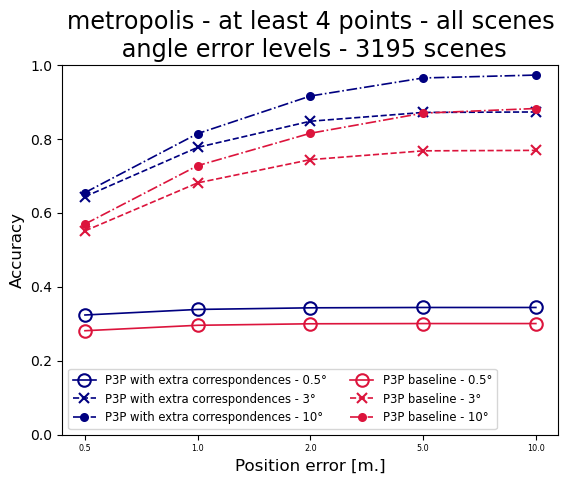 metropolis - at least 4 points - all scenes
angle error levels - 3195 scenes
1.0
0.8
0.6
0.4
0.2
0.0
Accuracy
P3P with extra correspondences - 0.5°
P3P with extra correspondences - 3°
P3P with extra correspondences - 10°
P3P baseline - 0.5°
P3P baseline - 3°
P3P baseline - 10°
0.5 1.0 2.0 5.0 10.0
Position error [m.]